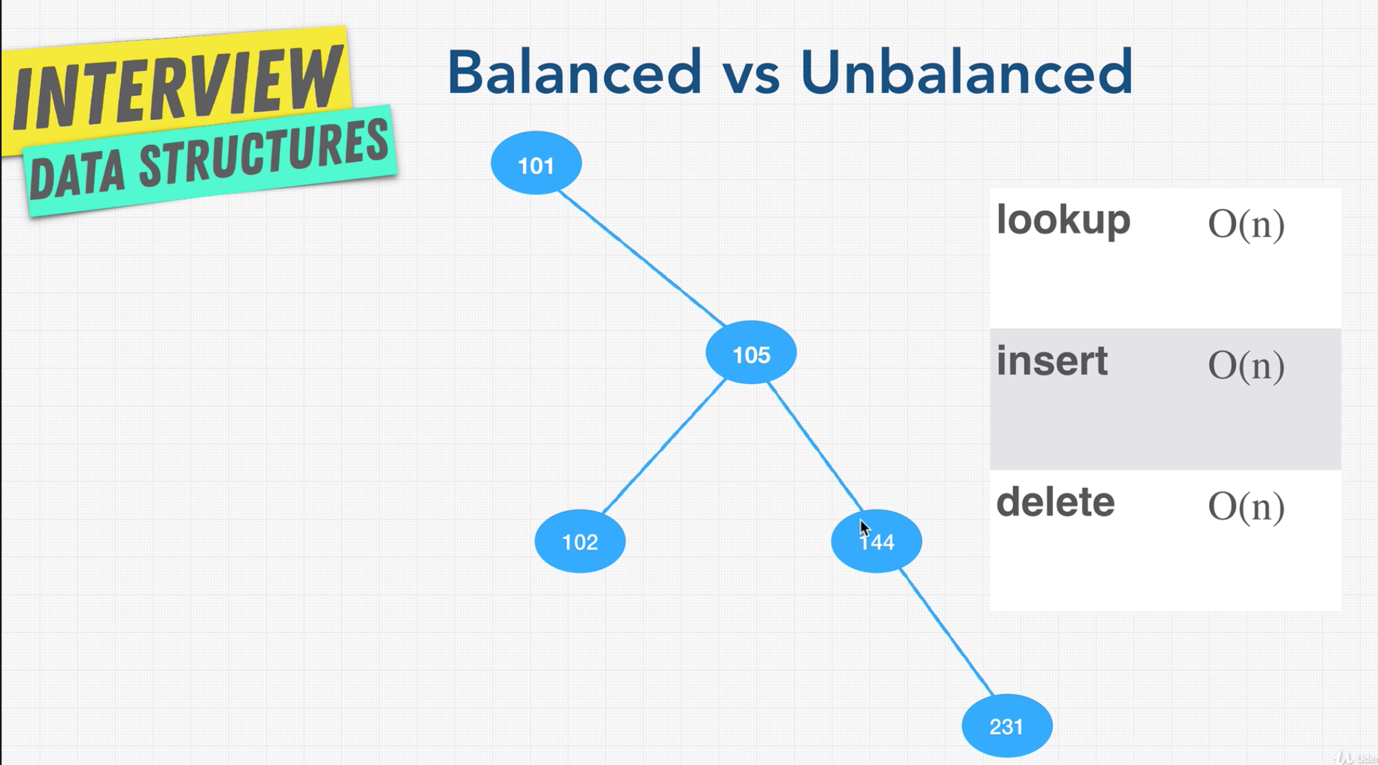 INTERVIEW
DATA STRUCTURES
Balanced vs Unbalanced
101
105
102
144
231
lookup O(n)
insert O(n)
delete O(n)